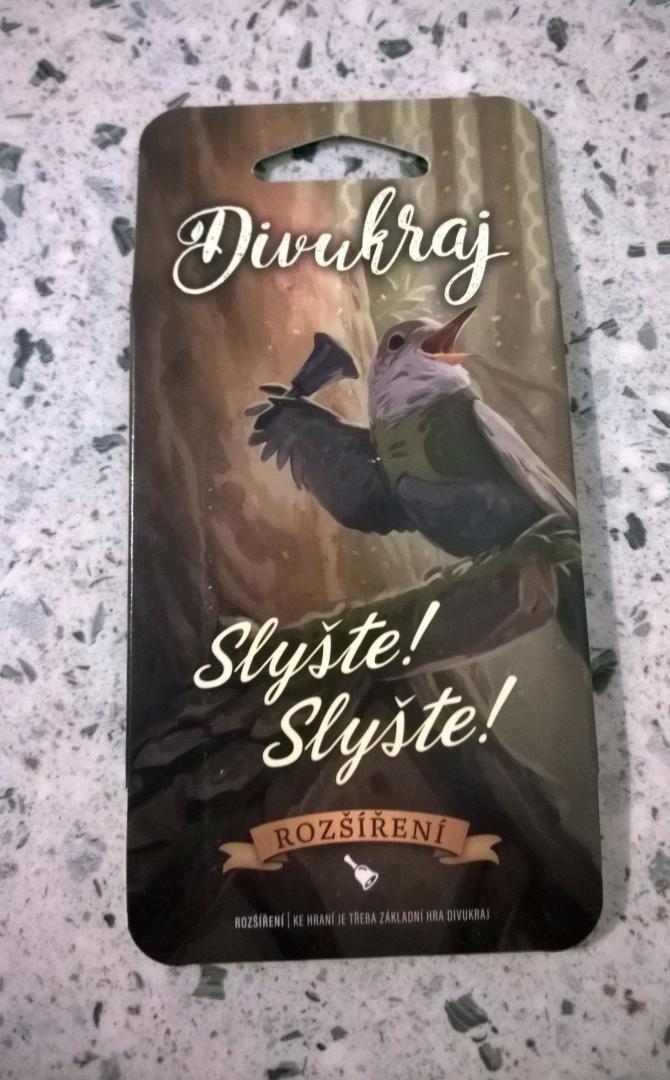 Divukraj
Slyšte!
Slyšte!
ROZŠÍŘENÍ
ROZŠÍŘENÍ | KE HRANÍ JE TŘEBA ZÁKLADNÍ HRA DIVUKRAJ